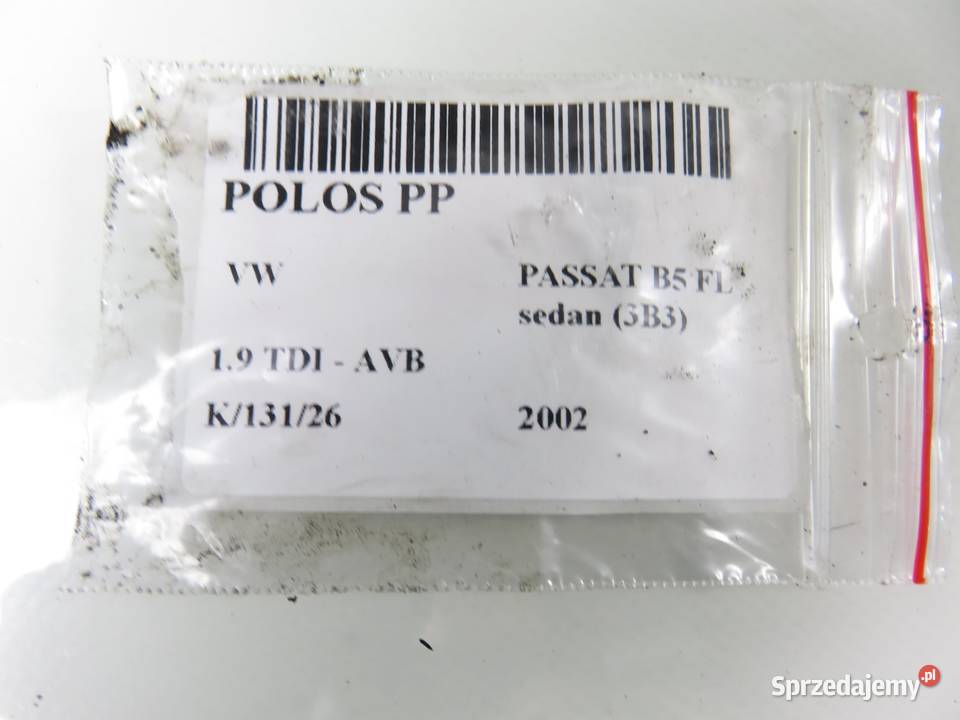 POLOS PP
VW
PASSAT B5 FL
sedan (3B3)
1.9 TDI - AVB
K/131/26
2002
Sprzedajemy.pl